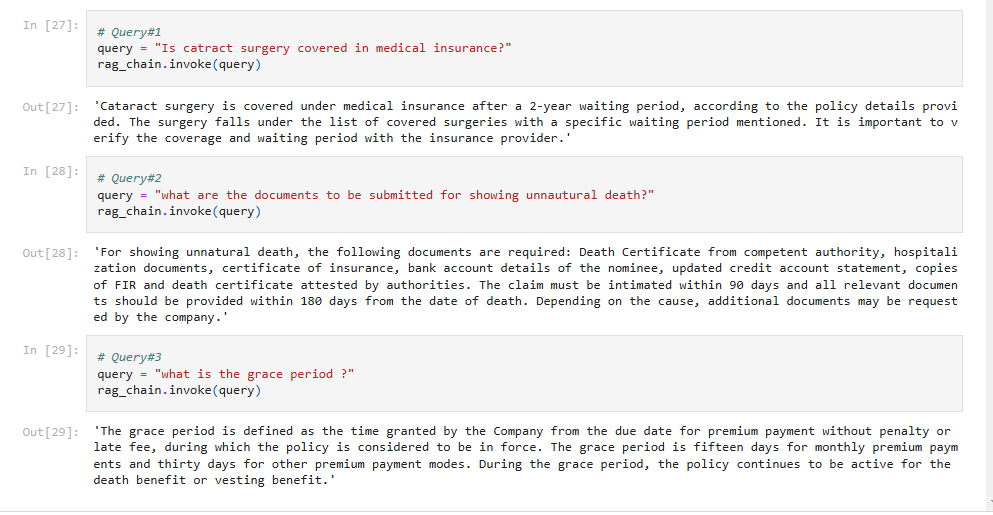 In [27]:
# Query#1
query = "Is catract surgery covered in medical insurance?"
rag_chain.invoke(query)
Out[27]: 'Cataract surgery is covered under medical insurance after a 2-year waiting period, according to the policy details provi
ded. The surgery falls under the list of covered surgeries with a specific waiting period mentioned. It is important to v
erify the coverage and waiting period with the insurance provider.'
In [28]:
# Query#2
query = "what are the documents to be submitted for showing unnautural death?"
rag_chain.invoke(query)
Out[28]: 'For showing unnatural death, the following documents are required: Death Certificate from competent authority, hospitali
zation documents, certificate of insurance, bank account details of the nominee, updated credit account statement, copies
of FIR and death certificate attested by authorities. The claim must be intimated within 90 days and all relevant documen
ts should be provided within 180 days from the date of death. Depending on the cause, additional documents may be request
ed by the company.'
In [29]:
# Query#3
query = "what is the grace period ?"
rag_chain.invoke(query)
Out[29]: 'The grace period is defined as the time granted by the Company from the due date for premium payment without penalty or
late fee, during which the policy is considered to be in force. The grace period is fifteen days for monthly premium paym
ents and thirty days for other premium payment modes. During the grace period, the policy continues to be active for the
death benefit or vesting benefit.'